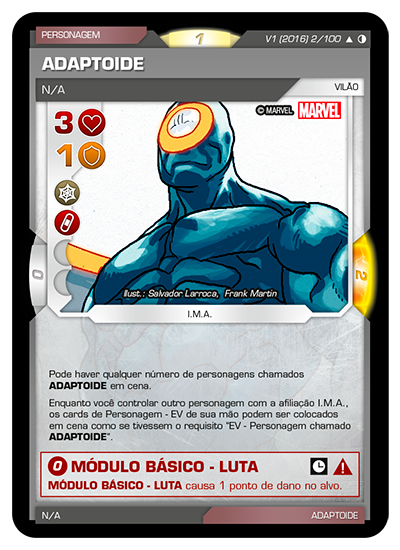 PERSONAGEM
1
V1 (2016) 2/100
ADAPTOIDE
N/A
VILÃO
© MARVEL MARVEL
3
1
0
2
Illust.: Salvador Larroca, Frank Martin
I.M.A.
Pode haver qualquer número de personagens chamados
ADAPTOIDE em cena.
Enquanto você controlar outro personagem com a afiliação I.M.A.,
os cards de Personagem - EV de sua mão podem ser colocados
em cena como se tivessem o requisito "EV - Personagem chamado
ADAPTOIDE".
0 MÓDULO BÁSICO - LUTA
MÓDULO BÁSICO - LUTA causa 1 ponto de dano no alvo.
N/A
ADAPTOIDE